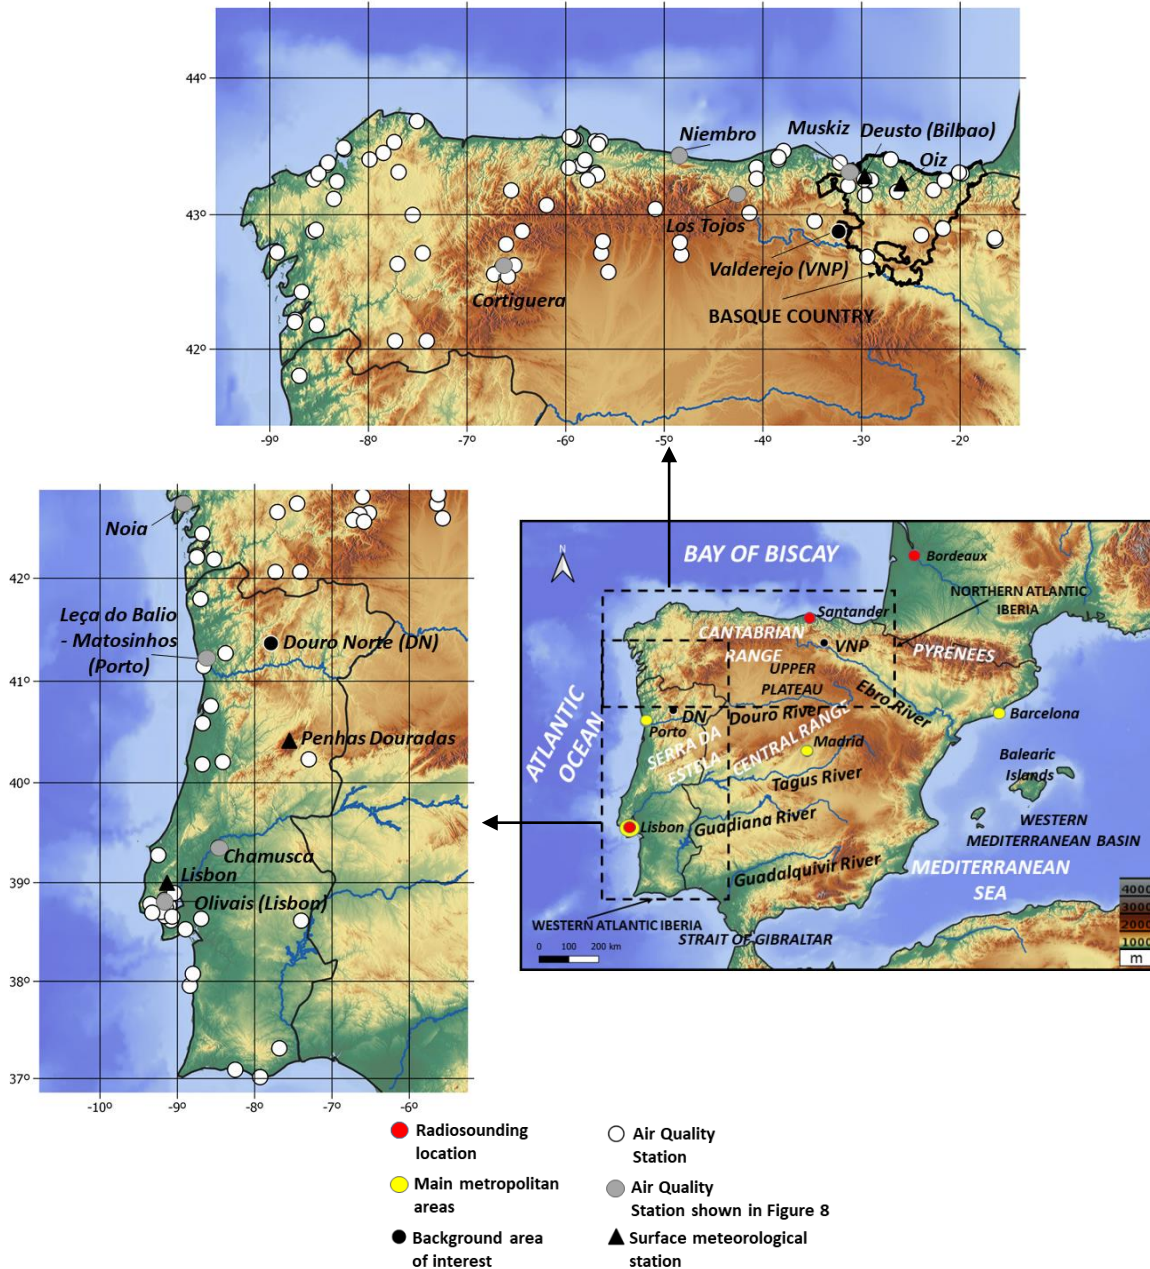 44º
43º
42º
-9º
-8º
-7º
-6º
-5º
-4º
-3º
-2º
Niembro
Muskiz
Deusto (Bilbao)
Oiz
Los Tojos
Valderejo (VNP)
Cortiguera
BASQUE COUNTRY
Noia
42º
Leça do Balio
- Matosinhos
(Porto)
Douro Norte (DN)
41º
Penhas Douradas
40º
Chamusca
Lisbon
39º
Olivais (Lisbon)
38º
37º
-10º
-9º
-8º
-7º
-6º
N
BAY OF BISCAY
Bordeaux
NORTHERN ATLANTIC
IBERIA
Santander
CANTABRIAN
RANGE
VNP
PYRENEES
UPPER
PLATEAU
Ebro River
DN
Douro River
Porto
Barcelona
ATLANTIC
OCEAN
SERRA DA
ESTELA
CENTRAL RANGE
Madrid
Balearic
Islands
Tagus River
Lisbon
Guadiana River
WESTERN
MEDITERRANEAN BASIN
Guadalquivir River
MEDITERRANEAN
SEA
WESTERN ATLANTIC IBERIA
STRAIT OF GIBRALTAR
0 100 200 km
4000
3000
2000
1000
m
Radiosounding
location
Main metropolitan
areas
Background area
of interest
Air Quality
Station
Air Quality
Station shown in Figure 8
Surface meteorological
station